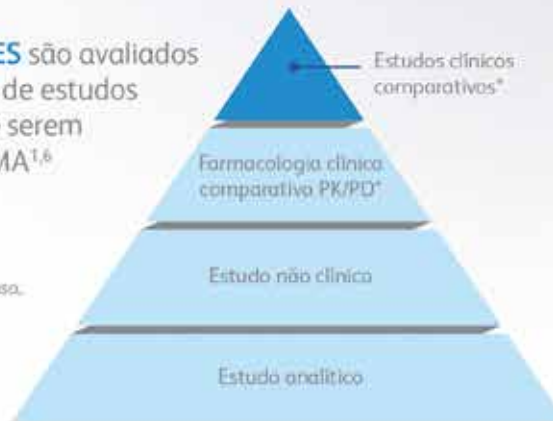 ES são avaliados
de estudos
serem
MA1,6
so,
Estudos clínicos
comparativos*
Farmacologia clínica
comparativa PK/PD*
Estudo não clínico
Estudo analítico